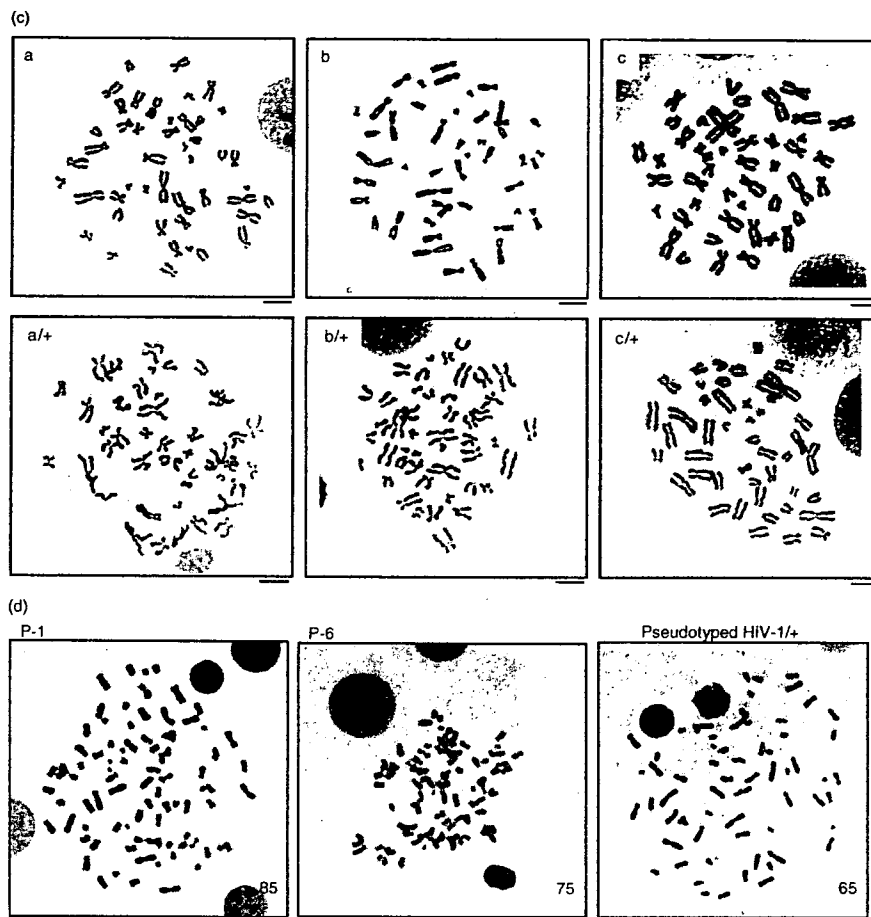 (c)
a
b
c
a/+
b/+
c/+
(d)
P-1
P-6
Pseudotyped HIV-1/+
85
75
65